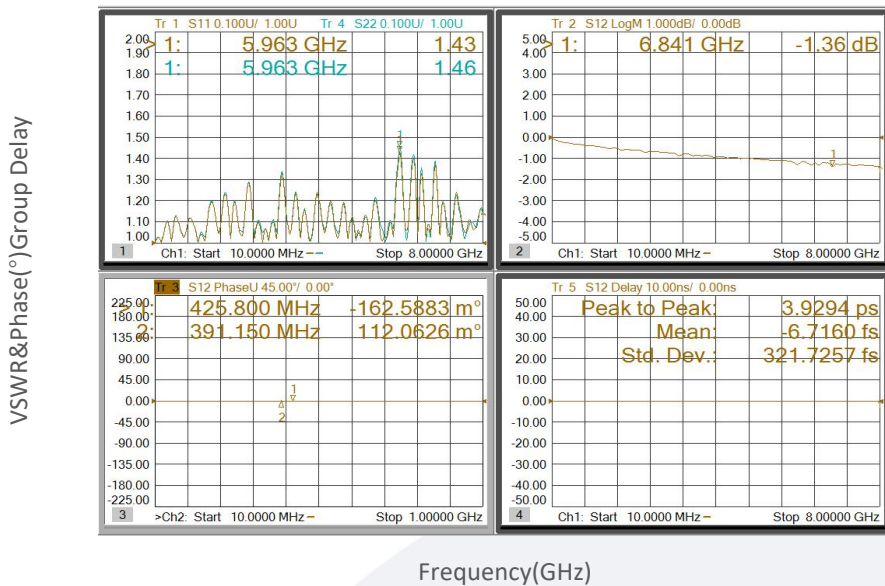 VSWR&Phase(°)Group Delay
Tr 1 S11 0.100U/ 1.00U Tr 4 S22 0.100U/ 1.00U
> 1: 5.963 GHz 1.43
1: 5.963 GHz 1.46
2.00
1.90
1.80
1.70
1.60
1.50
1.40
1.30
1.20
1.10
1.00
1
1 Ch1: Start 10.0000 MHz Stop 8.00000 GHz
Tr 2 S12 LogM 1.000dB/ 0.00dB
> 1: 6.841 GHz -1.36 dB
5.00
4.00
3.00
2.00
1.00
0.00
-1.00
-2.00
-3.00
-4.00
-5.00
1
2 Ch1: Start 10.0000 MHz Stop 8.00000 GHz
Tr 3 S12 PhaseU 45.00°/ 0.00°
> 1: 425.800 MHz -162.5883 m°
2: 391.150 MHz 112.0626 m°
225.00
180.00
135.00
90.00
45.00
0.00
-45.00
-90.00
-135.00
-180.00
-225.00
1
2
3 >Ch2: Start 10.0000 MHz Stop 1.00000 GHz
Tr 5 S12 Delay 10.00ns/ 0.00ns
Peak to Peak: 3.9294 ps
Mean: -6.7160 fs
Std. Dev.: 321.7257 fs
50.00
40.00
30.00
20.00
10.00
0.00
-10.00
-20.00
-30.00
-40.00
-50.00
4 Ch1: Start 10.0000 MHz Stop 8.00000 GHz
Frequency(GHz)